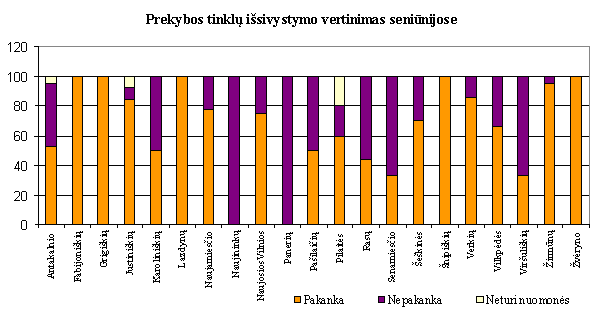 Prekybos tinklų išsivystymo vertinimas seniūnijose
120
100
80
60
40
20
0
Antakalnio
Fabijoniškių
Grigiškių
Justiniškių
Karoliniškių
Lazdynų
Naujamiesčio
Naujininkų
Naujosios Vilnios
Panerių
Pašilaičių
Pilaitės
Rasų
Senamiesčio
Šeškinės
Šnipiškių
Verkių
Vilkpėdės
Viršuliškių
Žirmūnų
Žvėryno
Pakanka
Nepakanka
Neturi nuomonės